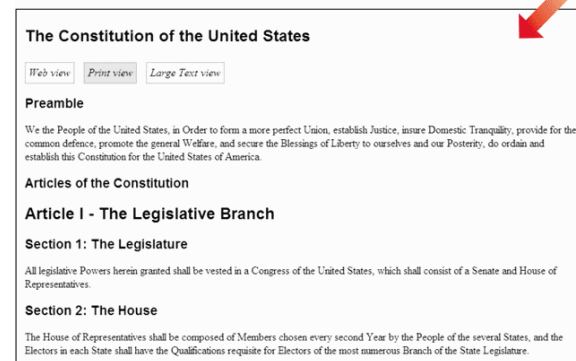 The Constitution of the United States
Web view Print view Large Text view
Preamble
We the People of the United States, in Order to form a more perfect Union, establish Justice, insure Domestic Tranquility, provide for the
common defence, promote the general Welfare, and secure the Blessings of Liberty to ourselves and our Posterity, do ordain and
establish this Constitution for the United States of America.
Articles of the Constitution
Article I - The Legislative Branch
Section 1: The Legislature
All legislative Powers herein granted shall be vested in a Congress of the United States, which shall consist of a Senate and House of
Representatives.
Section 2: The House
The House of Representatives shall be composed of Members chosen every second Year by the People of the several States, and the
Electors in each State shall have the Qualifications requisite for Electors of the most numerous Branch of the State Legislature.